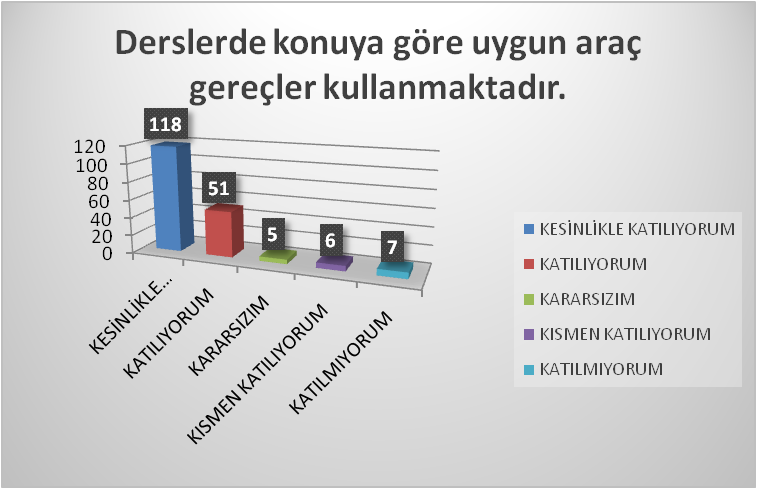 Derslerde konuya göre uygun araç
gereçler kullanmaktadır.
118
51
5
6
7
120
100
80
60
40
20
0
KESİNLİKLE...
KATILIYORUM
KARARSIZIM
KISMEN KATILIYORUM
KATILMIYORUM
KESİNLİKLE KATILIYORUM
KATILIYORUM
KARARSIZIM
KISMEN KATILIYORUM
KATILMIYORUM